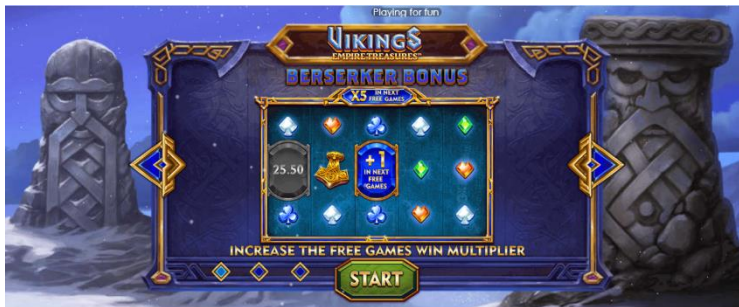 Playing for fun
VIKINGS
EMPIRE TREASURES™
BERSERKER BONUS
X5 IN NEXT
FREE GAMES
25.50
+1
IN NEXT
FREE
GAMES
INCREASE THE FREE GAMES WIN MULTIPLIER
START